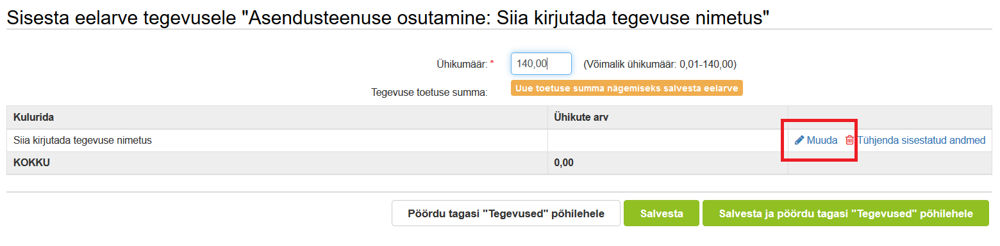 Sisesta eelarve tegevusele "Asendusteenuse osutamine: Siia kirjutada tegevuse nimetus"
Ühikumäär: * 140,00 (Võimalik ühikumäär: 0,01-140,00)
Tegevuse toetuse summa: Uue toetuse summa nägemiseks salvesta eelarve
Kulurida Ühikute arv
Siia kirjutada tegevuse nimetus Muuda Tühjenda sisestatud andmed
KOKKU 0,00
Pöördu tagasi "Tegevused" põhilehele Salvesta Salvesta ja pöördu tagasi "Tegevused" põhilehele